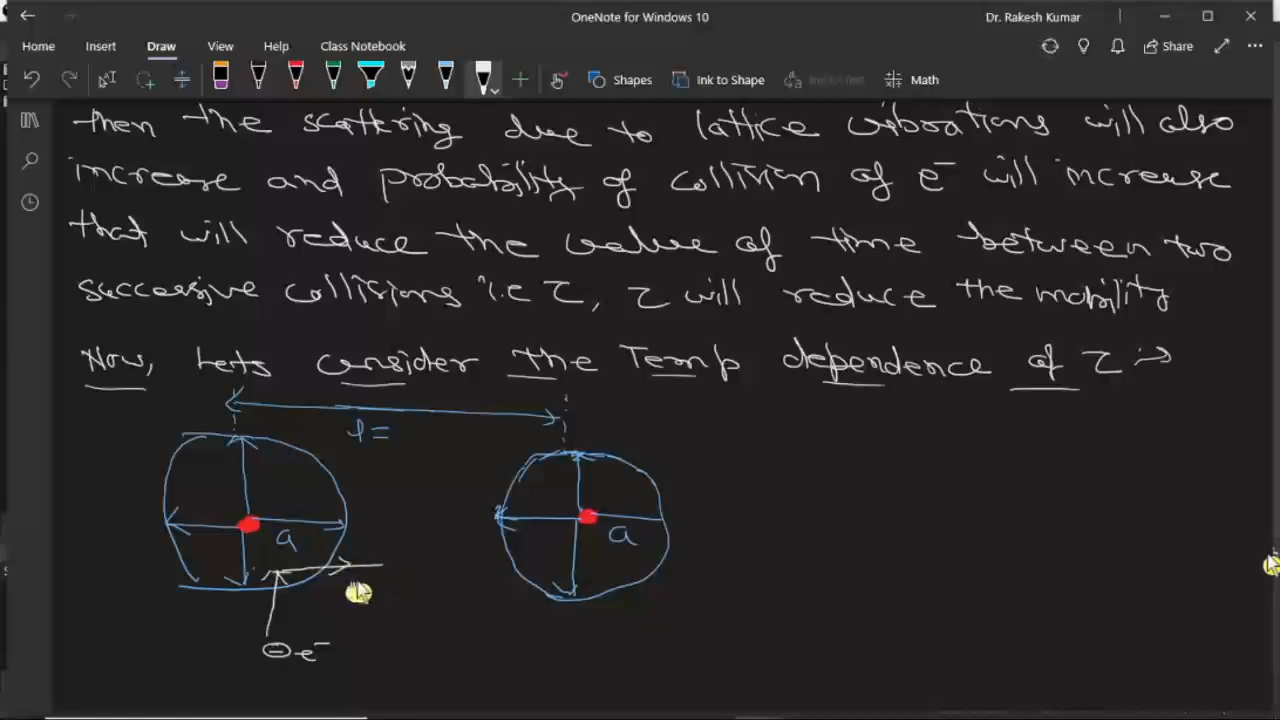 OneNote for Windows 10
Dr. Rakesh Kumar
Home Insert Draw View Help Class Notebook
Share
Shapes Ink to Shape Ink to Text Math
then the scattering due to lattice vibrations will also
increase and probability of collision of e⁻ will increase
that will reduce the value of time between two
successive collisions i.e τ, τ will reduce the mobility
Now, Lets consider the Temp dependence of τ ⇒
l =
a
a
e⁻